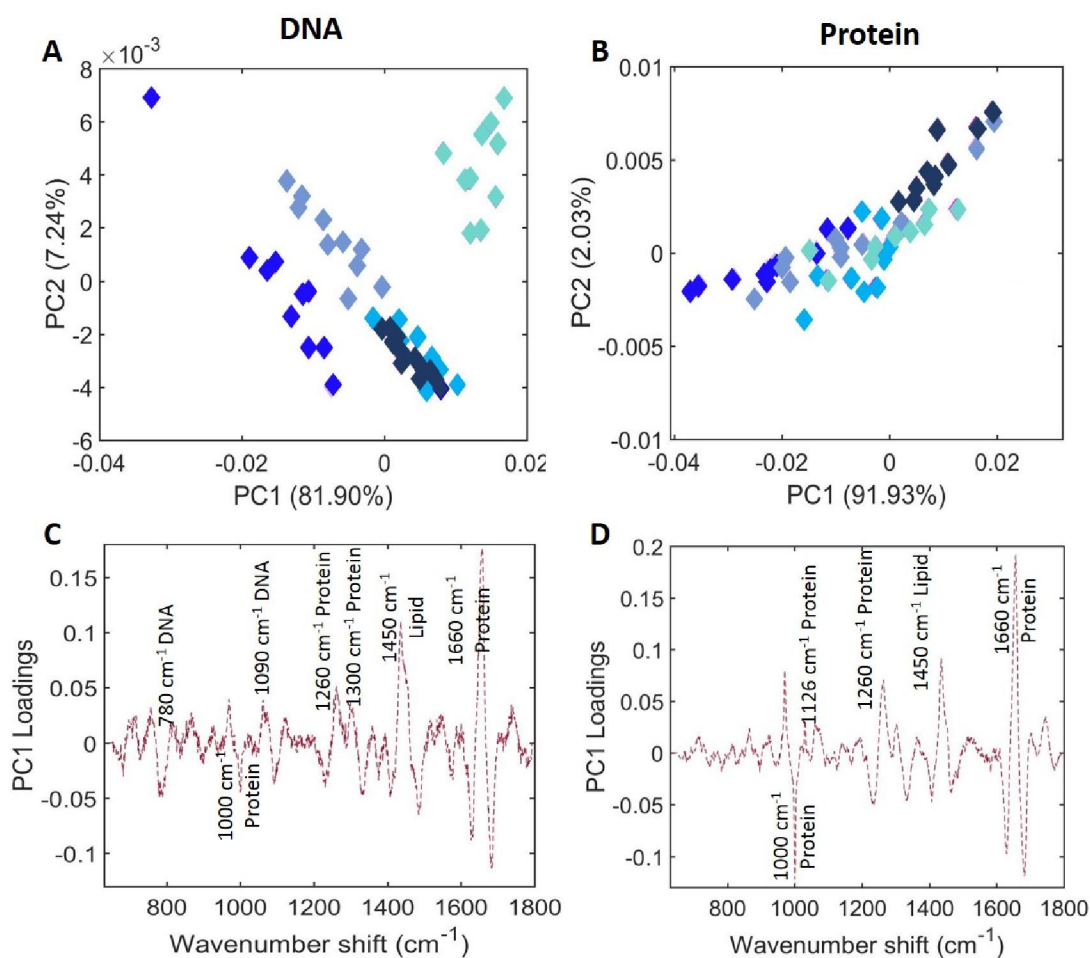 DNA
Protein
A
×10⁻³
8
6
4
2
0
-2
-4
-6
-0.04
-0.02
0
0.02
PC2 (7.24%)
PC1 (81.90%)
B
0.01
0.005
0
-0.005
-0.01
-0.04
-0.02
0
0.02
PC2 (2.03%)
PC1 (91.93%)
C
0.15
0.1
0.05
0
-0.05
-0.1
PC1 Loadings
780 cm⁻¹ DNA
1000 cm⁻¹
Protein
1090 cm⁻¹ DNA
1260 cm⁻¹ Protein
1300 cm⁻¹ Protein
1450 cm⁻¹
Lipid
1660 cm⁻¹
Protein
800
1000
1200
1400
1600
1800
Wavenumber shift (cm⁻¹)
D
0.2
0.15
0.1
0.05
0
-0.05
-0.1
PC1 Loadings
1000 cm⁻¹
Protein
1126 cm⁻¹ Protein
1260 cm⁻¹ Protein
1450 cm⁻¹ Lipid
1660 cm⁻¹
Protein
800
1000
1200
1400
1600
1800
Wavenumber shift (cm⁻¹)